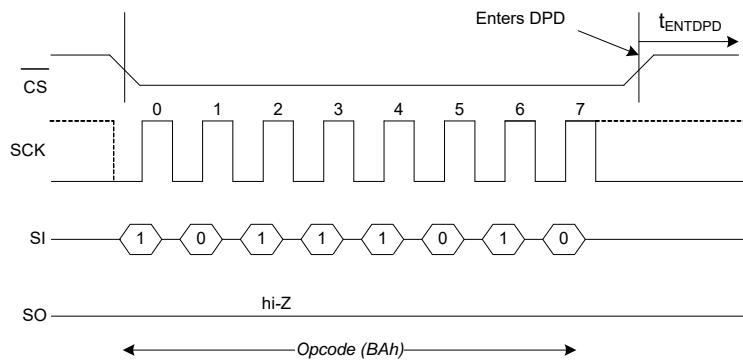 Enters DPD
tENTDPD
CS
0 1 2 3 4 5 6 7
SCK
SI 1 0 1 1 1 0 1 0
hi-Z
SO
Opcode (BAh)